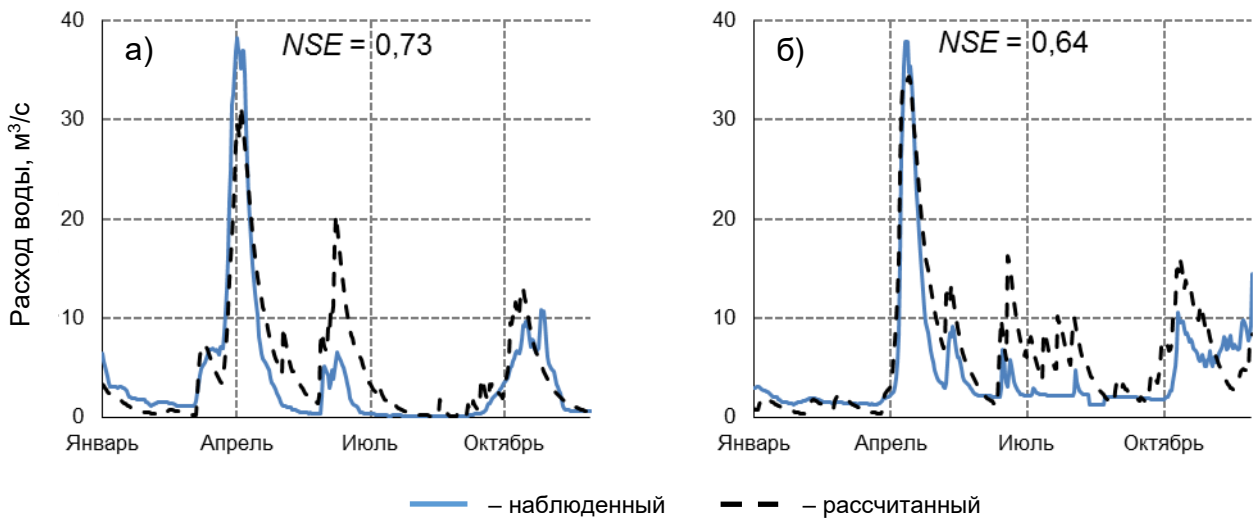 а) NSE = 0,73
б) NSE = 0,64
Расход воды, м³/с
40
30
20
10
0
Январь Апрель Июль Октябрь
40
30
20
10
0
Январь Апрель Июль Октябрь
– наблюденный – рассчитанный